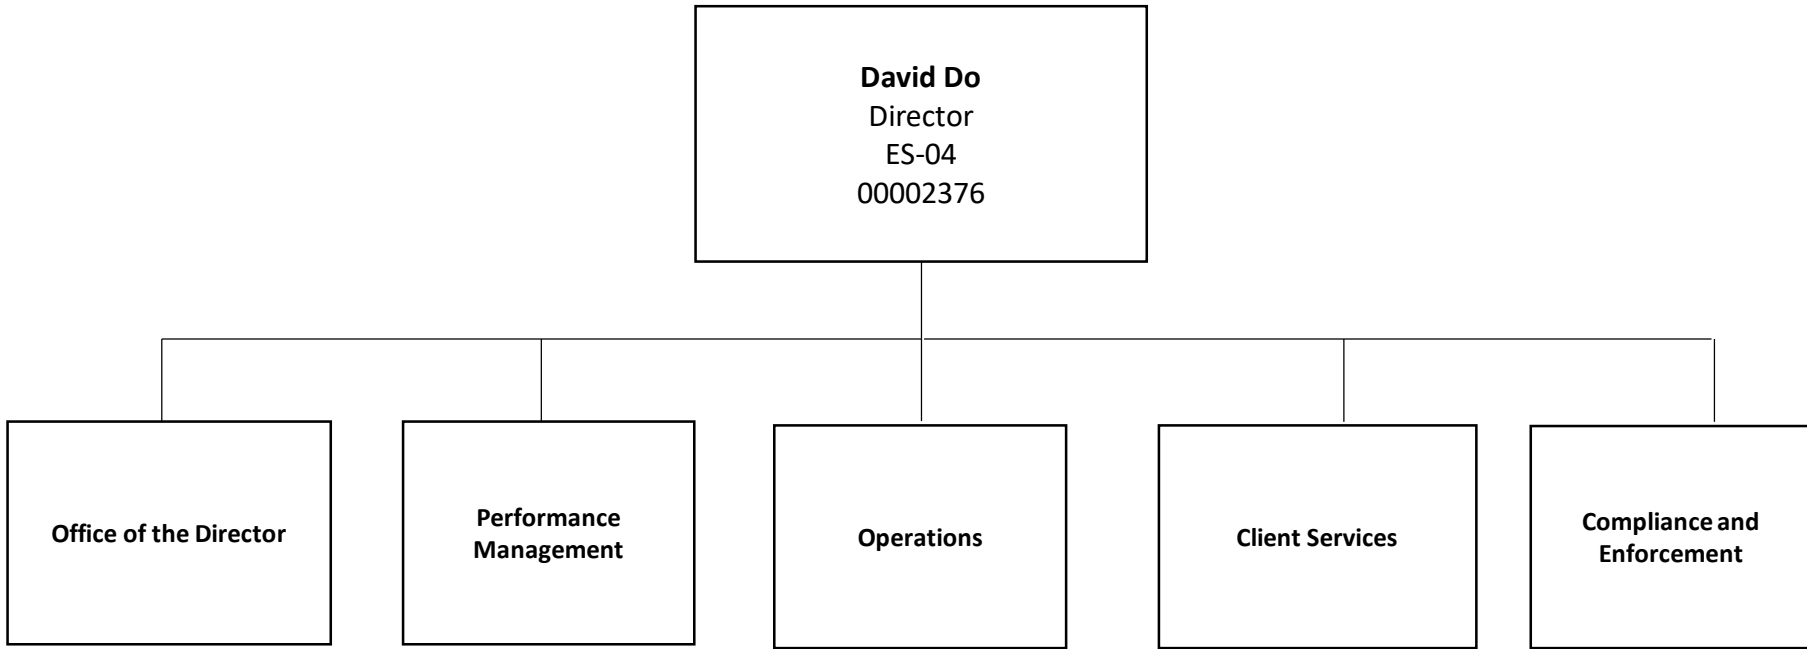 David Do
Director
ES-04
00002376
Office of the Director
Performance
Management
Operations
Client Services
Compliance and
Enforcement